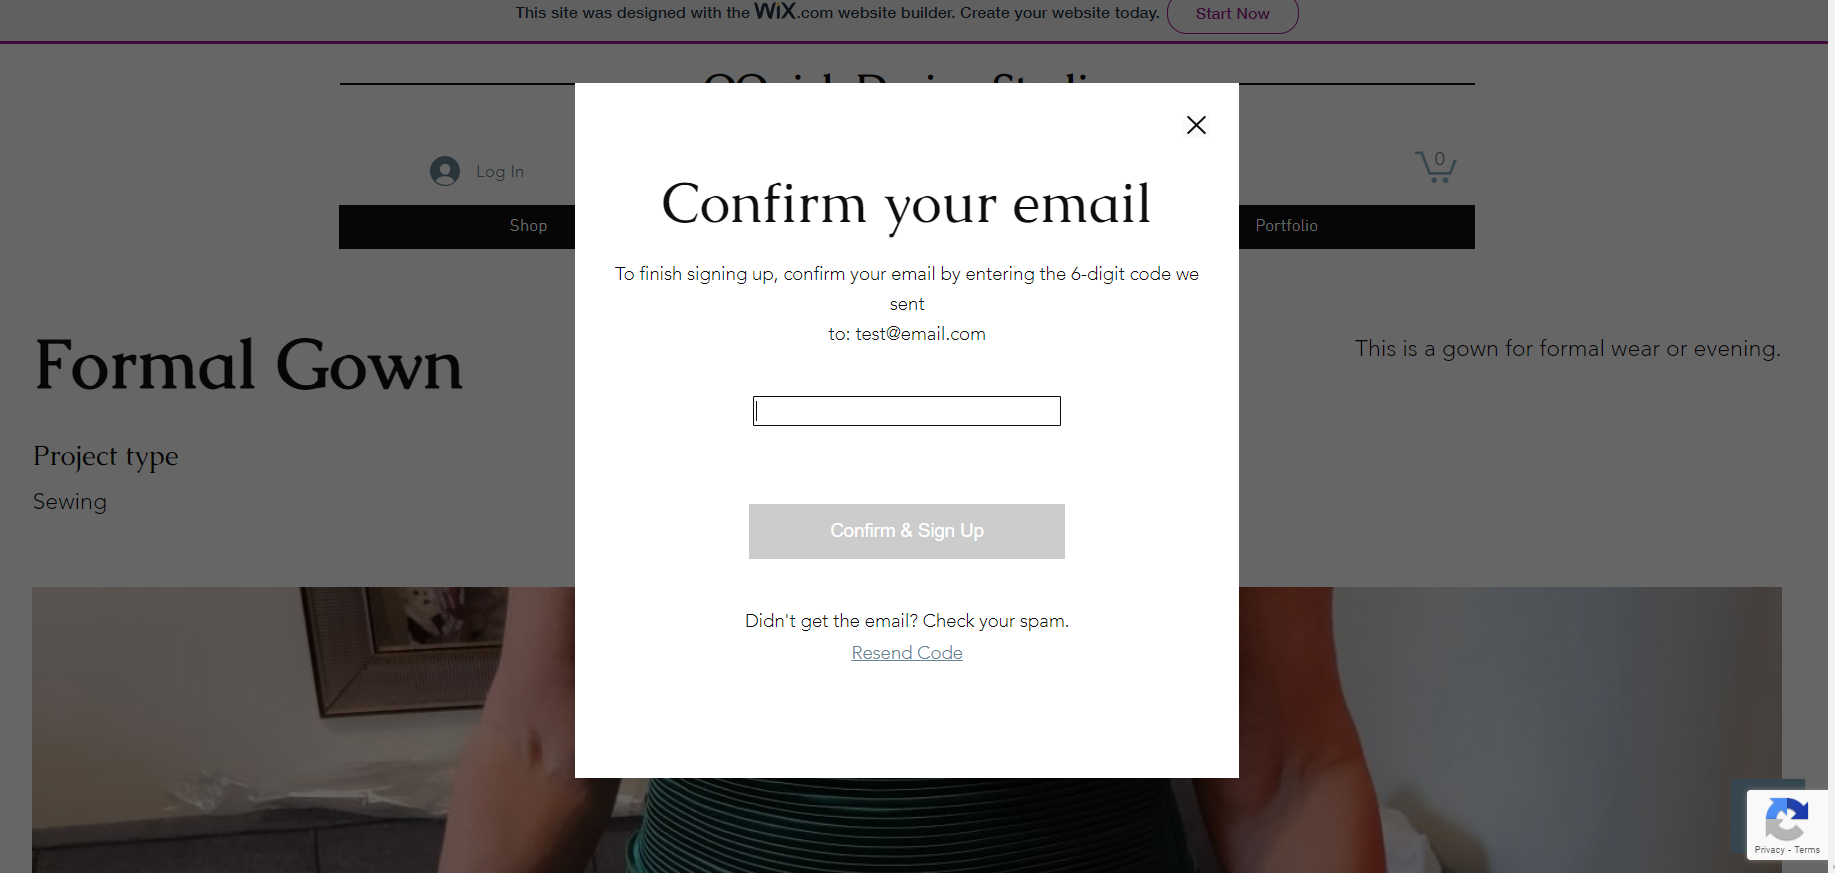 This site was designed with the WiX.com website builder. Create your website today. Start Now
Log In
0
Shop
Portfolio
Confirm your email
To finish signing up, confirm your email by entering the 6-digit code we
sent
to: test@email.com
Confirm & Sign Up
Didn't get the email? Check your spam.
Resend Code
Formal Gown
This is a gown for formal wear or evening.
Project type
Sewing
Privacy - Terms